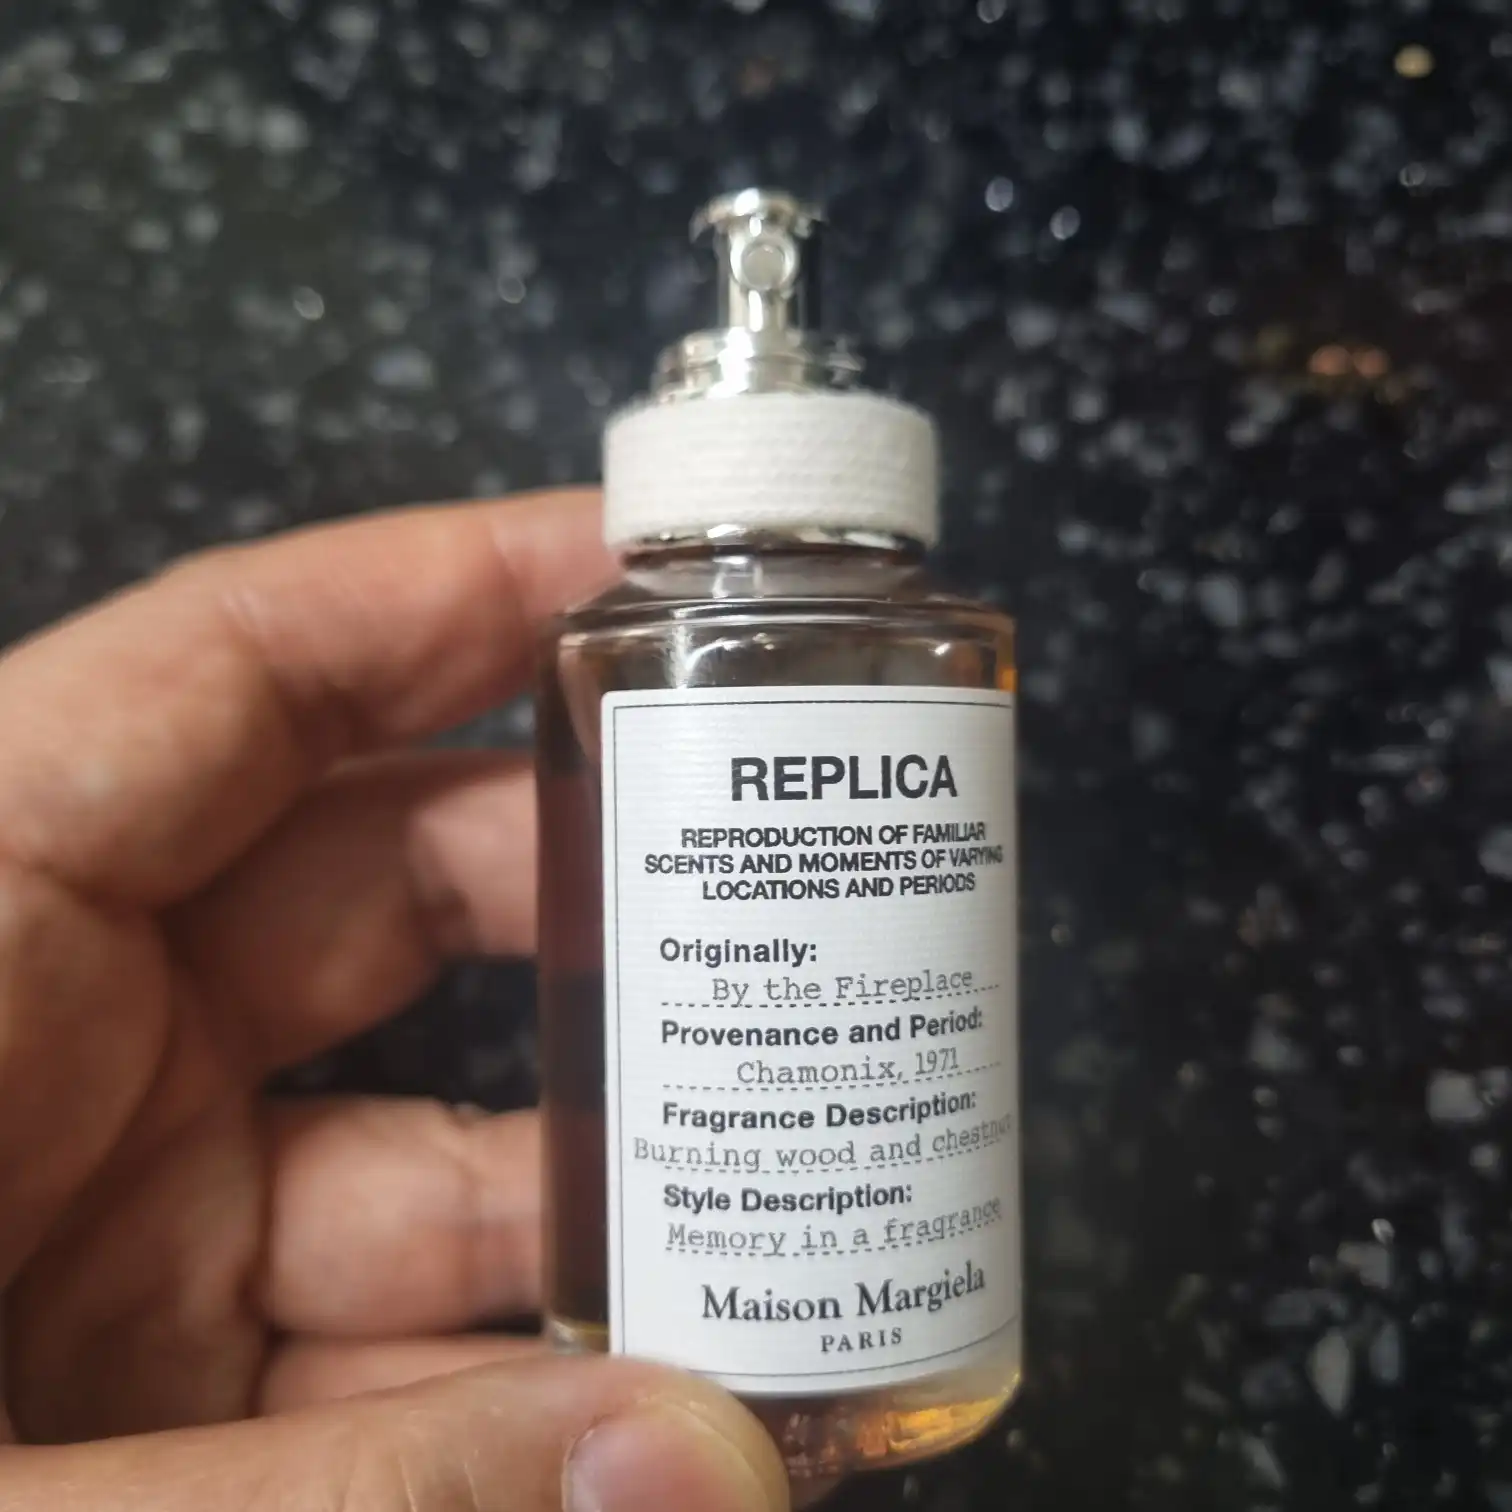 REPLICA
REPRODUCTION OF FAMILIAR
SCENTS AND MOMENTS OF VARYING
LOCATIONS AND PERIODS
Originally:
By the Fireplace
Provenance and Period:
Chamonix, 1971
Fragrance Description:
Burning wood and chestnut
Style Description:
Memory in a fragrance
Maison Margiela
PARIS